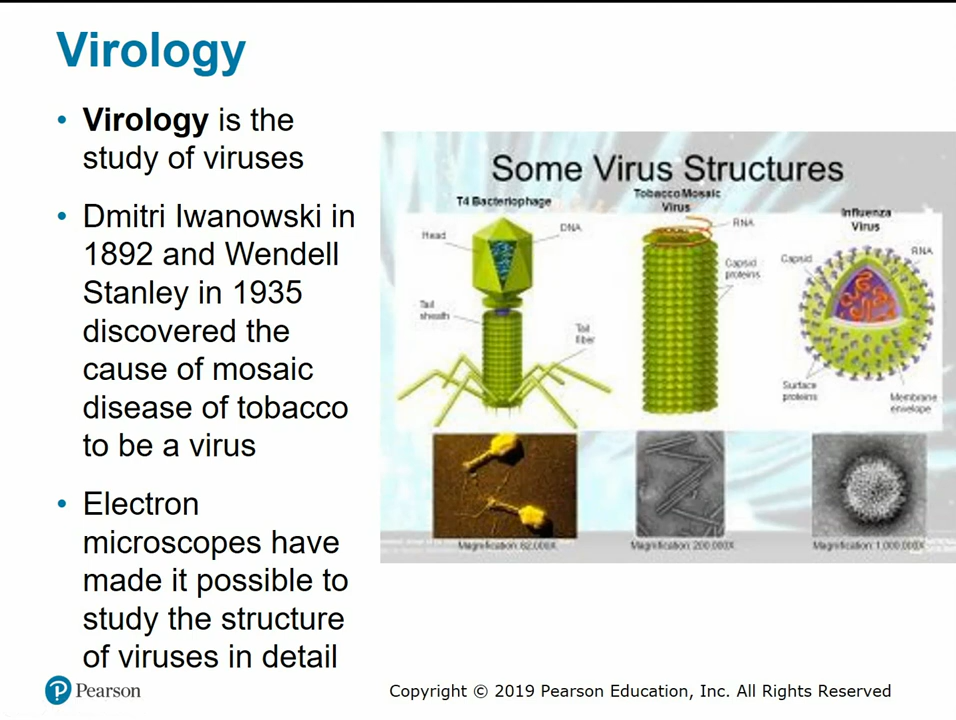 Virology
• Virology is the
study of viruses
• Dmitri Iwanowski in
1892 and Wendell
Stanley in 1935
discovered the
cause of mosaic
disease of tobacco
to be a virus
• Electron
microscopes have
made it possible to
study the structure
of viruses in detail
Some Virus Structures
T4 Bacteriophage
Head
DNA
Tail
sheath
Tail
fiber
Tobacco Mosaic
Virus
RNA
Capsid
proteins
Influenza
Virus
RNA
Capsid
Surface
proteins
Membrane
envelope
Magnification: 82,000X
Magnification: 200,000X
Magnification: 1,000,000X
P Pearson
Copyright © 2019 Pearson Education, Inc. All Rights Reserved